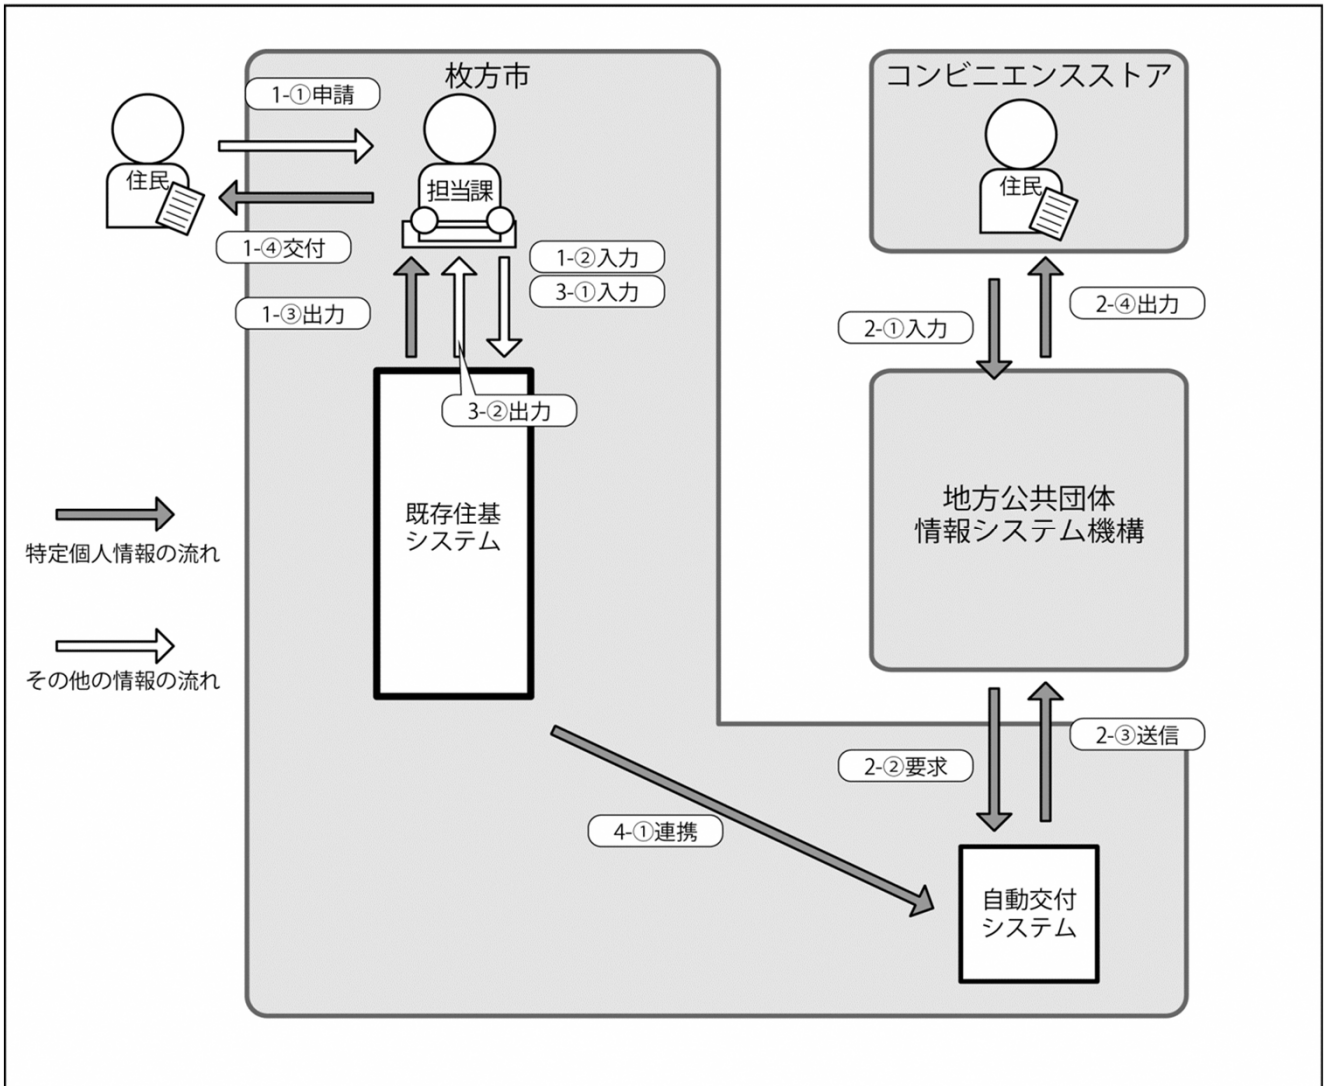 枚方市
コンビニエンスストア
1-①申請
住民
担当課
住民
1-④交付
1-②入力
3-①入力
1-③出力
2-①入力
2-④出力
3-②出力
既存住基
システム
地方公共団体
情報システム機構
特定個人情報の流れ
その他の情報の流れ
2-③送信
2-②要求
4-①連携
自動交付
システム